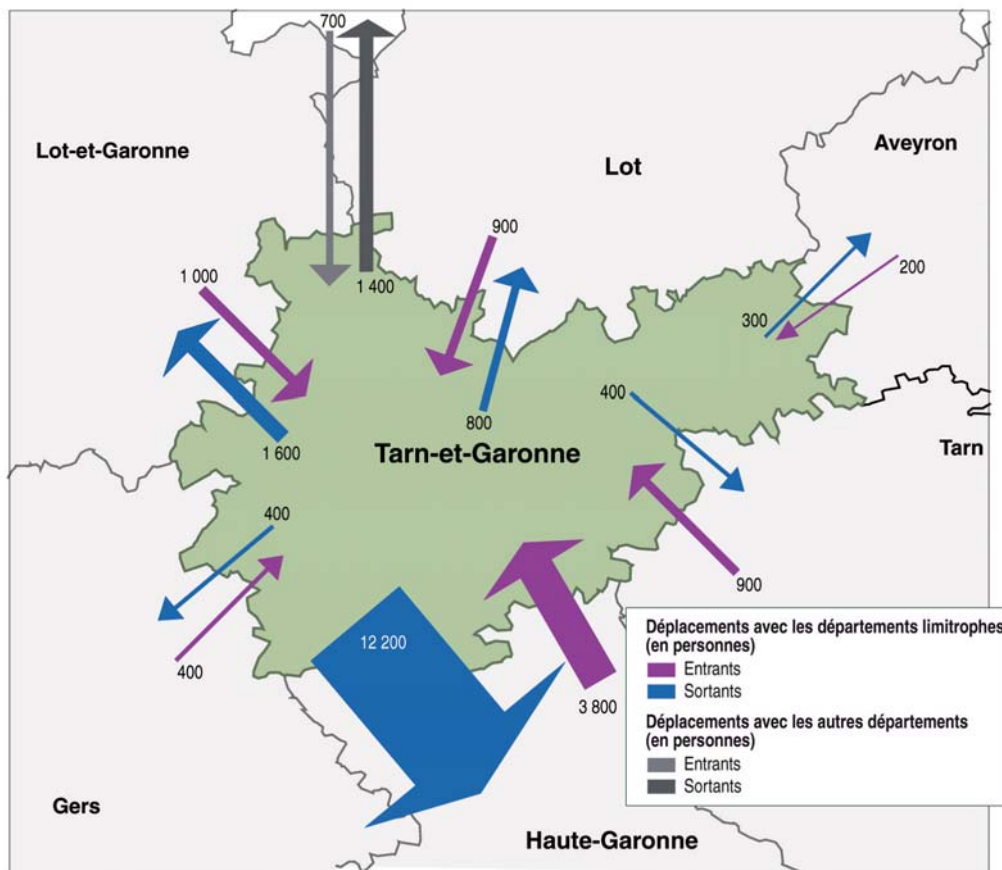 700
Lot-et-Garonne
Lot
Aveyron
900
1 000
1 400
200
300
400
800
1 600
Tarn-et-Garonne
Tarn
400
900
12 200
400
3 800
Gers
Haute-Garonne
Déplacements avec les départements limitrophes
(en personnes)
Entrants
Sortants
Déplacements avec les autres départements
(en personnes)
Entrants
Sortants